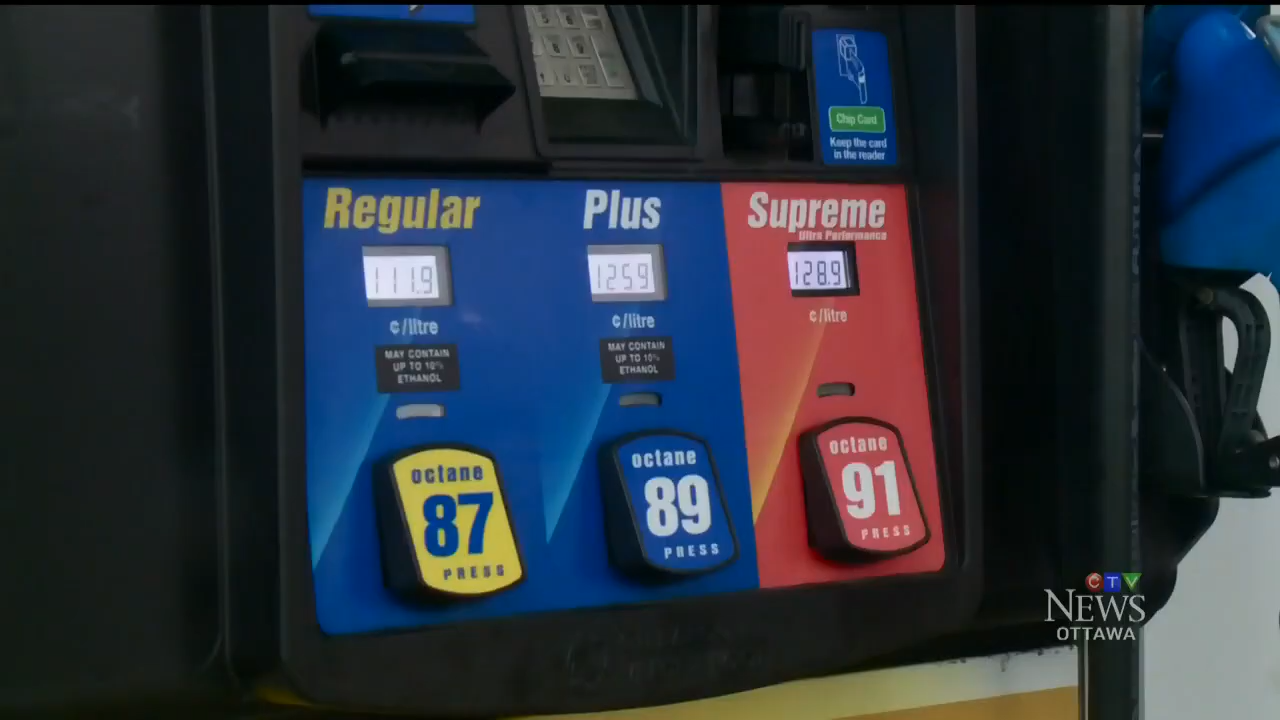 Chip Card
Keep the card
in the reader
Regular
111.9
¢/litre
MAY CONTAIN
UP TO 10%
ETHANOL
octane
87
PRESS
Plus
1259
¢/litre
MAY CONTAIN
UP TO 10%
ETHANOL
octane
89
PRESS
Supreme
Ultra Performance
128.9
¢/litre
octane
91
PRESS
CTV
NEWS
OTTAWA